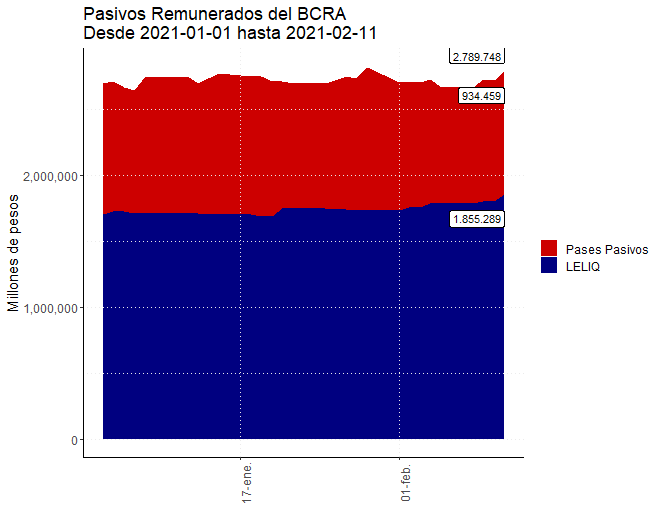 Pasivos Remunerados del BCRA
Desde 2021-01-01 hasta 2021-02-11
2.789.748
934.459
2,000,000
1.855.289
Millones de pesos
Pases Pasivos
LELIQ
1,000,000
0
17-ene.
01-feb.